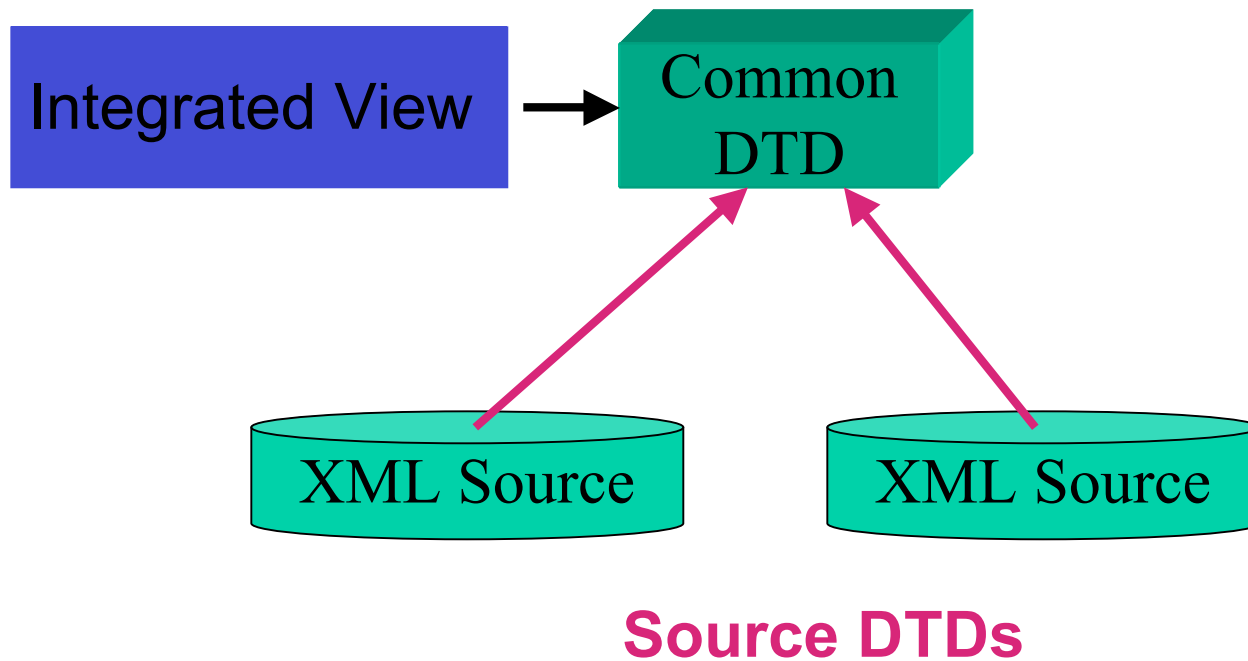 Integrated View
Common
DTD
XML Source
XML Source
Source DTDs